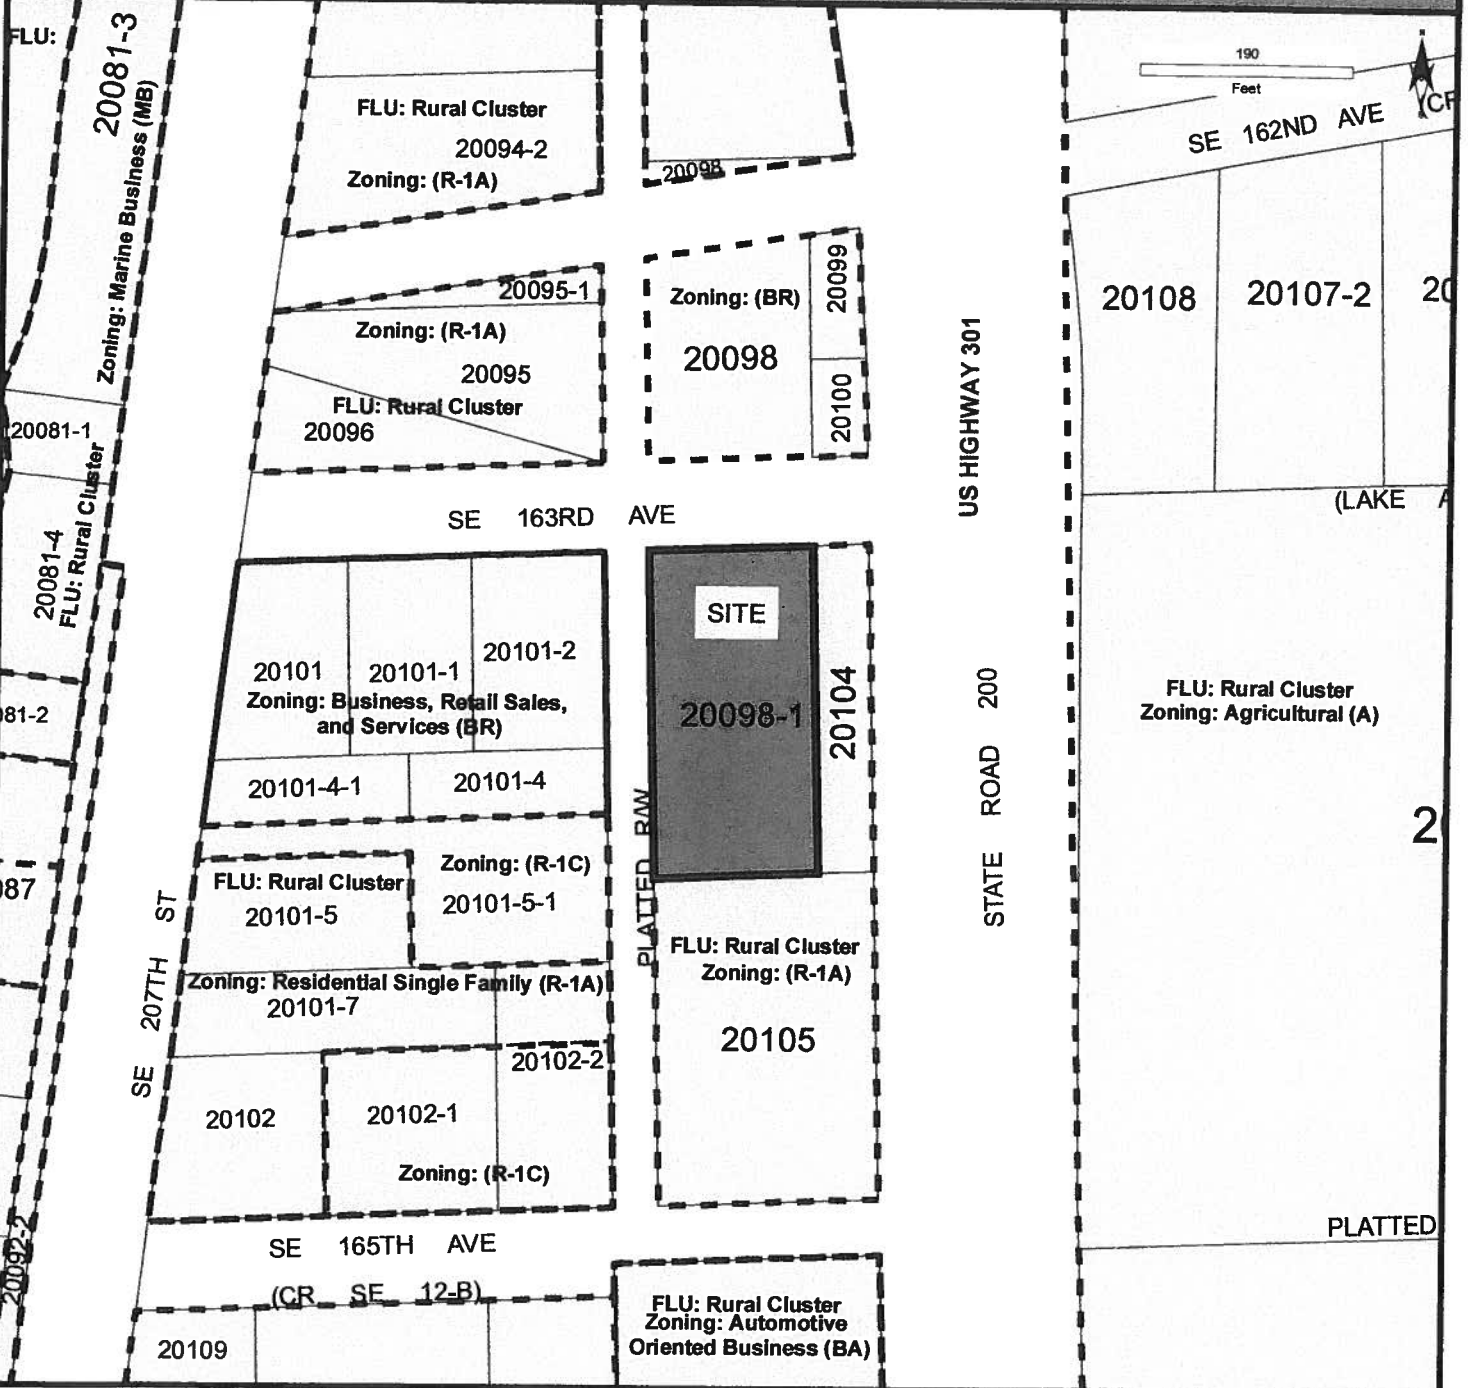 FLU:
20081-3
Zoning: Marine Business (MB)
FLU: Rural Cluster
20094-2
Zoning: (R-1A)
20098
190
Feet
SE 162ND AVE
20095-1
Zoning: (R-1A)
20095
FLU: Rural Cluster
20096
Zoning: (BR)
20098
20099
20100
US HIGHWAY 301
20108
20107-2
20081-1
20081-4
FLU: Rural Cluster
SE 163RD AVE
(LAKE
SITE
20098-1
20104
20101
20101-1
20101-2
Zoning: Business, Retail Sales,
and Services (BR)
20101-4-1
20101-4
STATE ROAD 200
FLU: Rural Cluster
Zoning: Agricultural (A)
81-2
87
PLATTED R/W
Zoning: (R-1C)
FLU: Rural Cluster
20101-5
20101-5-1
SE 207TH ST
Zoning: Residential Single Family (R-1A)
20101-7
FLU: Rural Cluster
Zoning: (R-1A)
20105
20102
20102-1
20102-2
Zoning: (R-1C)
20092-2
SE 165TH AVE
(CR SE 12-B)
PLATTED
20109
FLU: Rural Cluster
Zoning: Automotive
Oriented Business (BA)